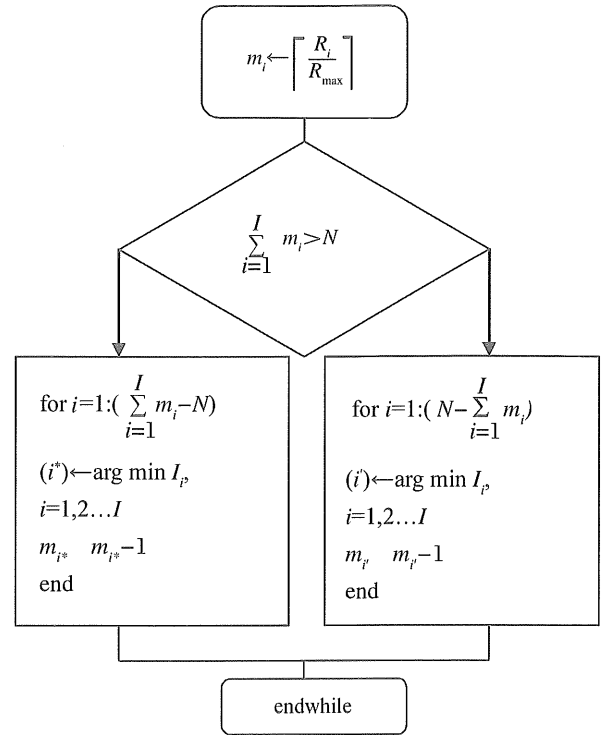 m_i←⌈R_i/R_max⌉
∑_{i=1}^{I} m_i>N
for i=1:(∑_{i=1}^{I} m_i–N)
(i*)←arg min I_i,
i=1,2…I
m_{i*} m_{i*}–1
end
for i=1:( N–∑_{i=1}^{I} m_i)
(i')←arg min I_i,
i=1,2…I
m_{i'} m_{i'}–1
end
endwhile